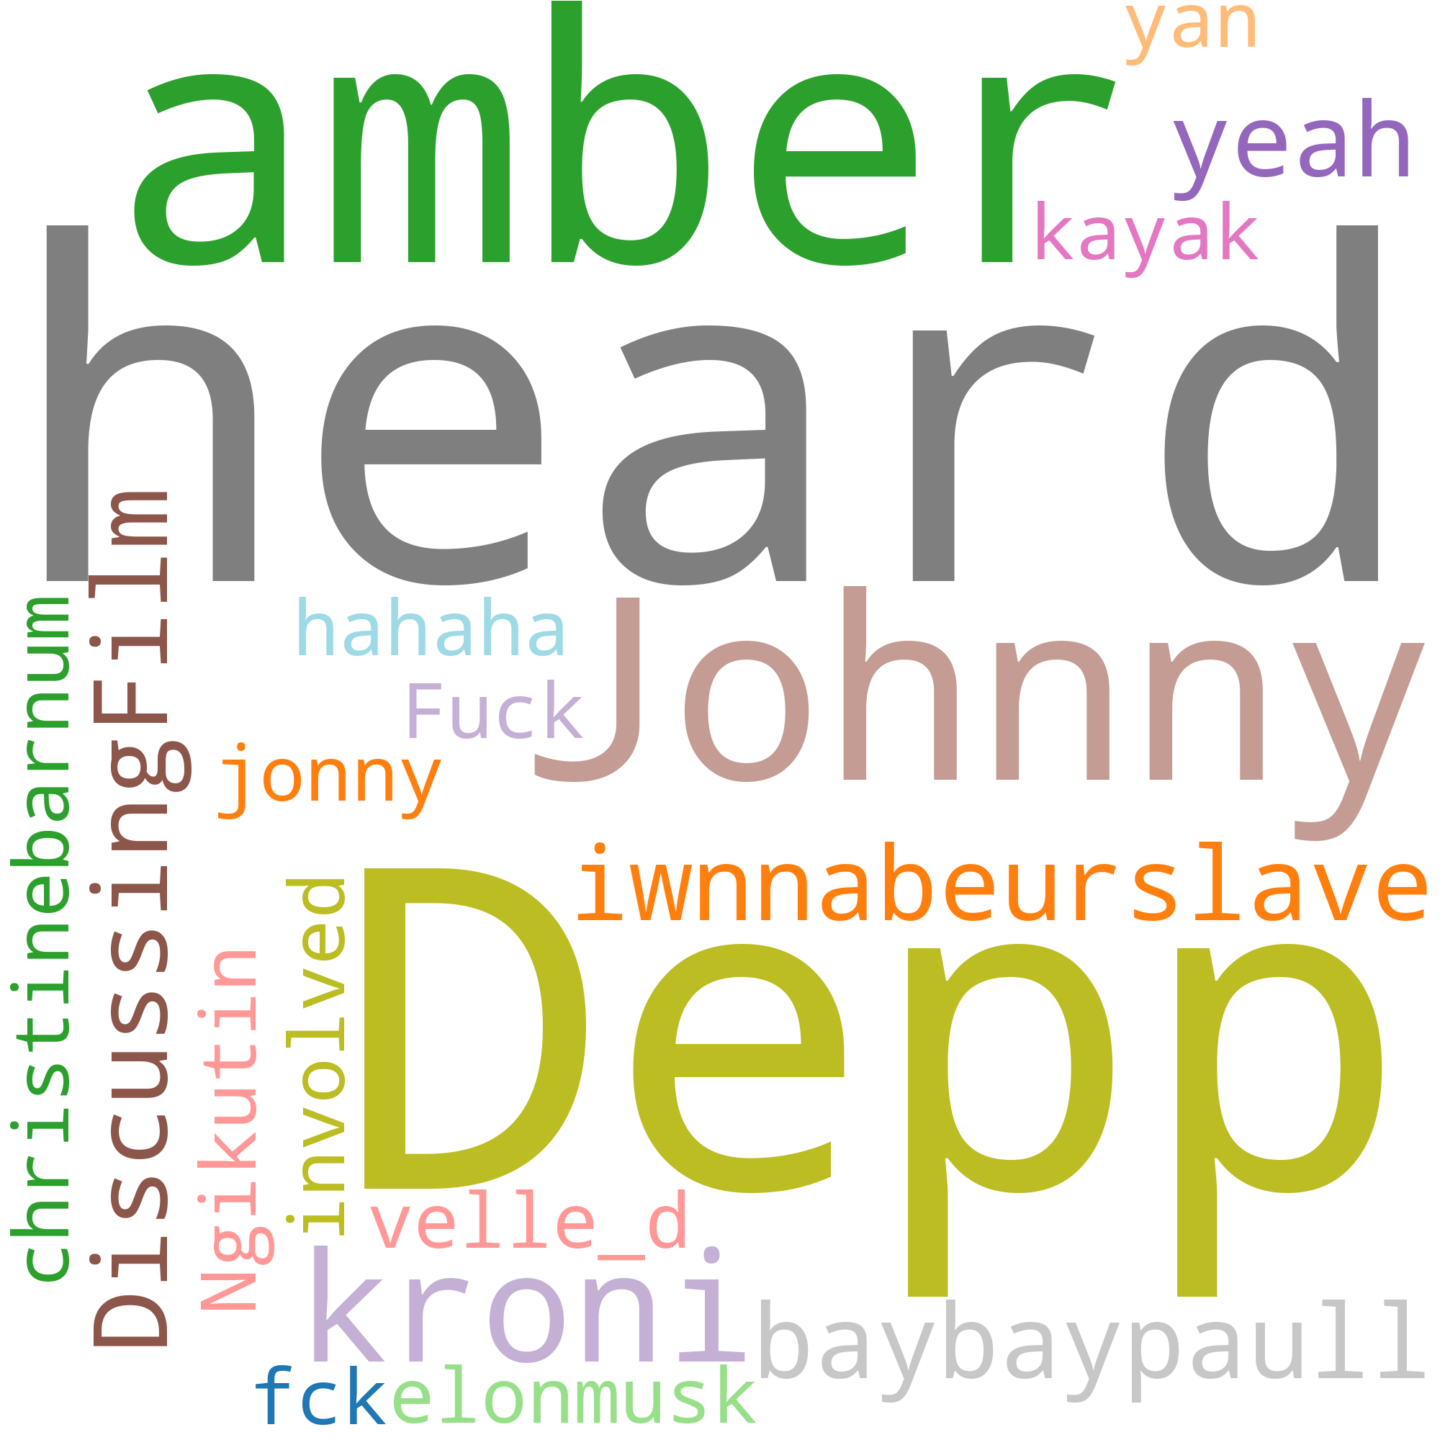 yan
amber
yeah
kayak
heard
DiscussingFilm
christinebarnum
hahaha
Johnny
Fuck
jonny
iwnnabeurslave
Depp
involved
Ngikutin
velle_d
kroni
baybaypaull
fck
elonmusk